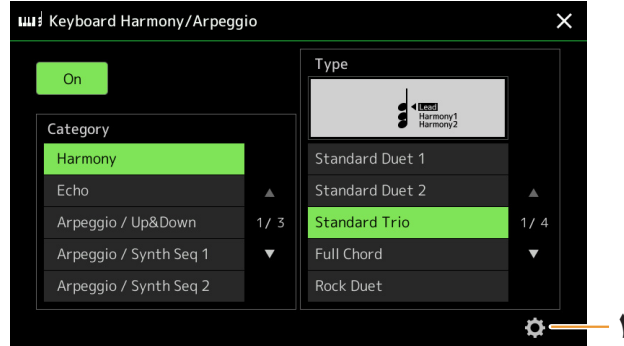 Keyboard Harmony/Arpeggio
On
Category
Harmony
Echo
Arpeggio / Up&Down
Arpeggio / Synth Seq 1
Arpeggio / Synth Seq 2
1/ 3
Type
Lead
Harmony1
Harmony2
Standard Duet 1
Standard Duet 2
Standard Trio
Full Chord
Rock Duet
1/ 4